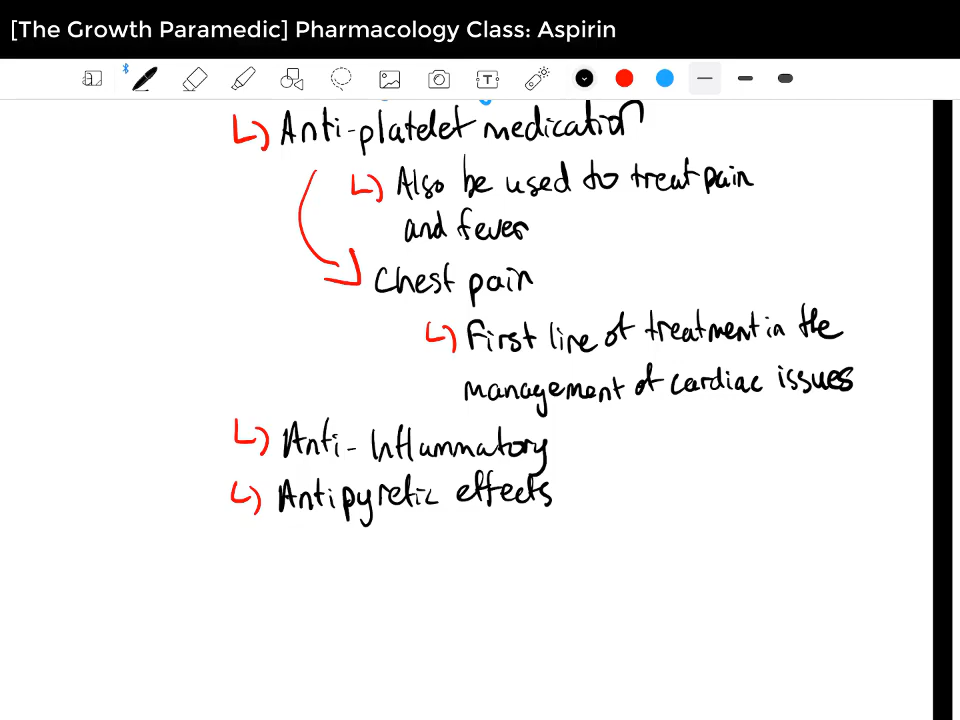 [The Growth Paramedic] Pharmacology Class: Aspirin
Anti-platelet medication
Also be used to treat pain
and fever
Chest pain
First line of treatment in the
management of cardiac issues
Anti-Inflammatory
Antipyretic effects